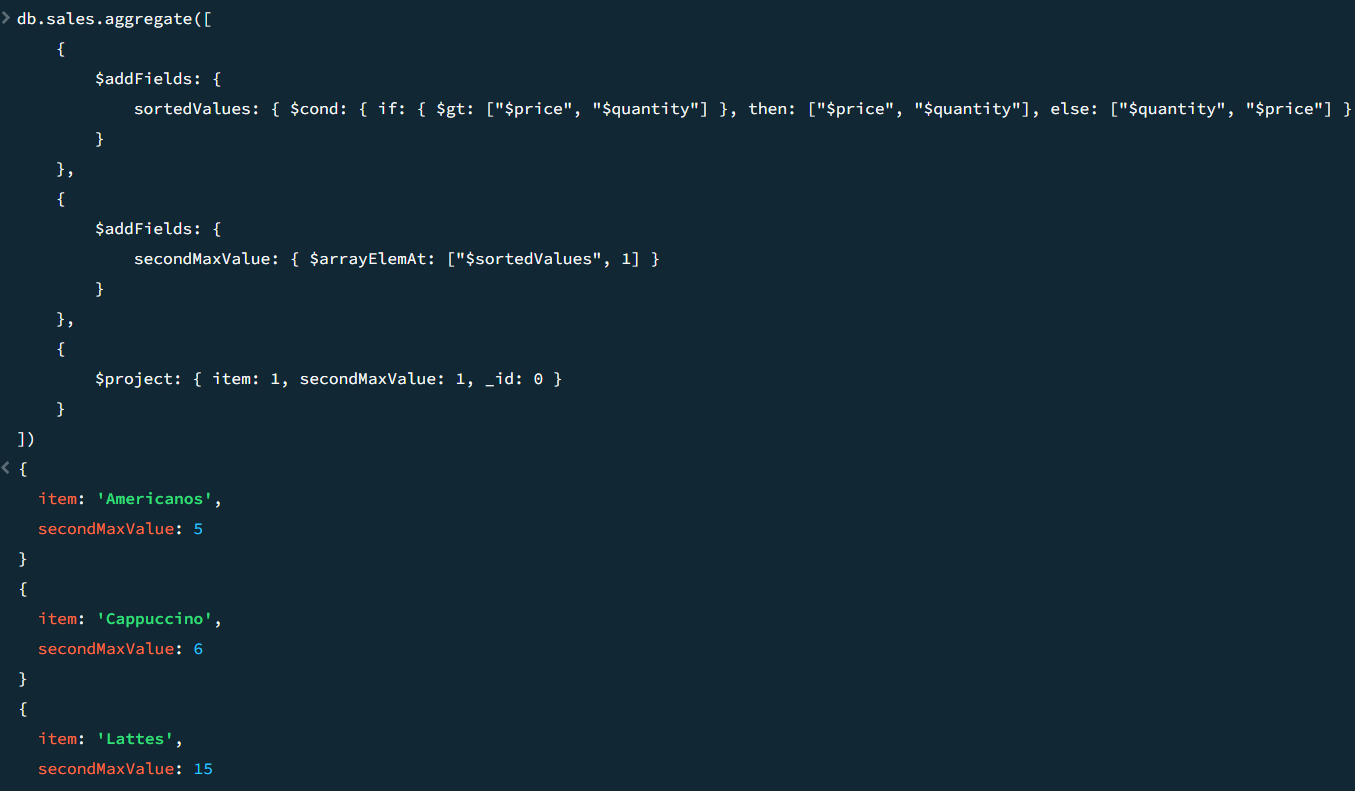 db.sales.aggregate([
    {
        $addFields: {
            sortedValues: { $cond: { if: { $gt: ["$price", "$quantity"] }, then: ["$price", "$quantity"], else: ["$quantity", "$price"] }
        }
    },
    {
        $addFields: {
            secondMaxValue: { $arrayElemAt: ["$sortedValues", 1] }
        }
    },
    {
        $project: { item: 1, secondMaxValue: 1, _id: 0 }
    }
])
{
  item: 'Americanos',
  secondMaxValue: 5
}
{
  item: 'Cappuccino',
  secondMaxValue: 6
}
{
  item: 'Lattes',
  secondMaxValue: 15